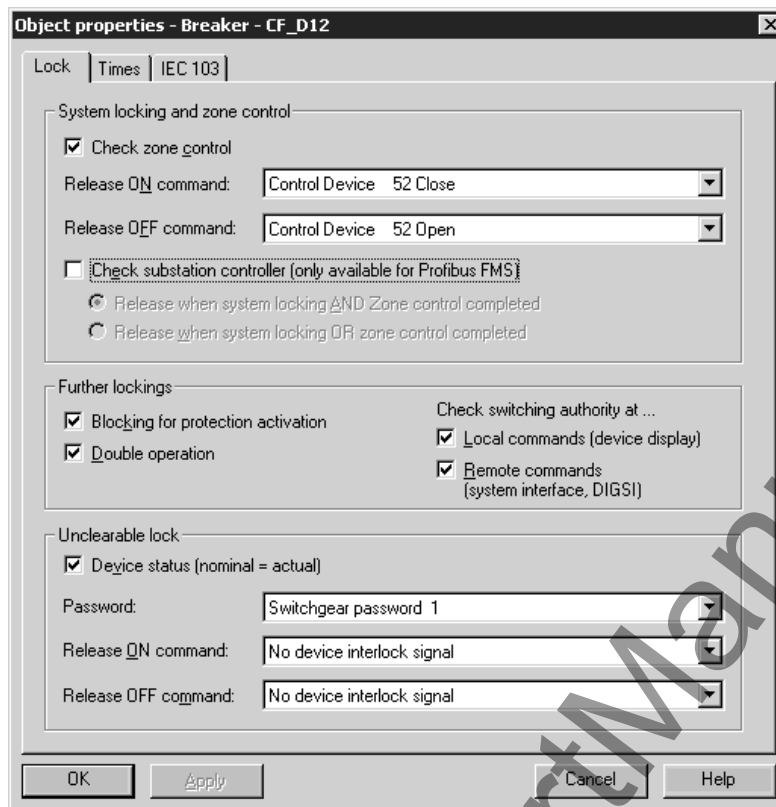 Object properties - Breaker - CF_D12
Lock
Times
IEC 103
System locking and zone control
Check zone control
Release ON command:
Control Device 52 Close
Release OFF command:
Control Device 52 Open
Check substation controller (only available for Profibus FMS)
Release when system locking AND Zone control completed
Release when system locking OR zone control completed
Further lockings
Blocking for protection activation
Double operation
Check switching authority at ...
Local commands (device display)
Remote commands
(system interface, DIGSI)
Unclearable lock
Device status (nominal = actual)
Password:
Switchgear password 1
Release ON command:
No device interlock signal
Release OFF command:
No device interlock signal
OK
Apply
Cancel
Help